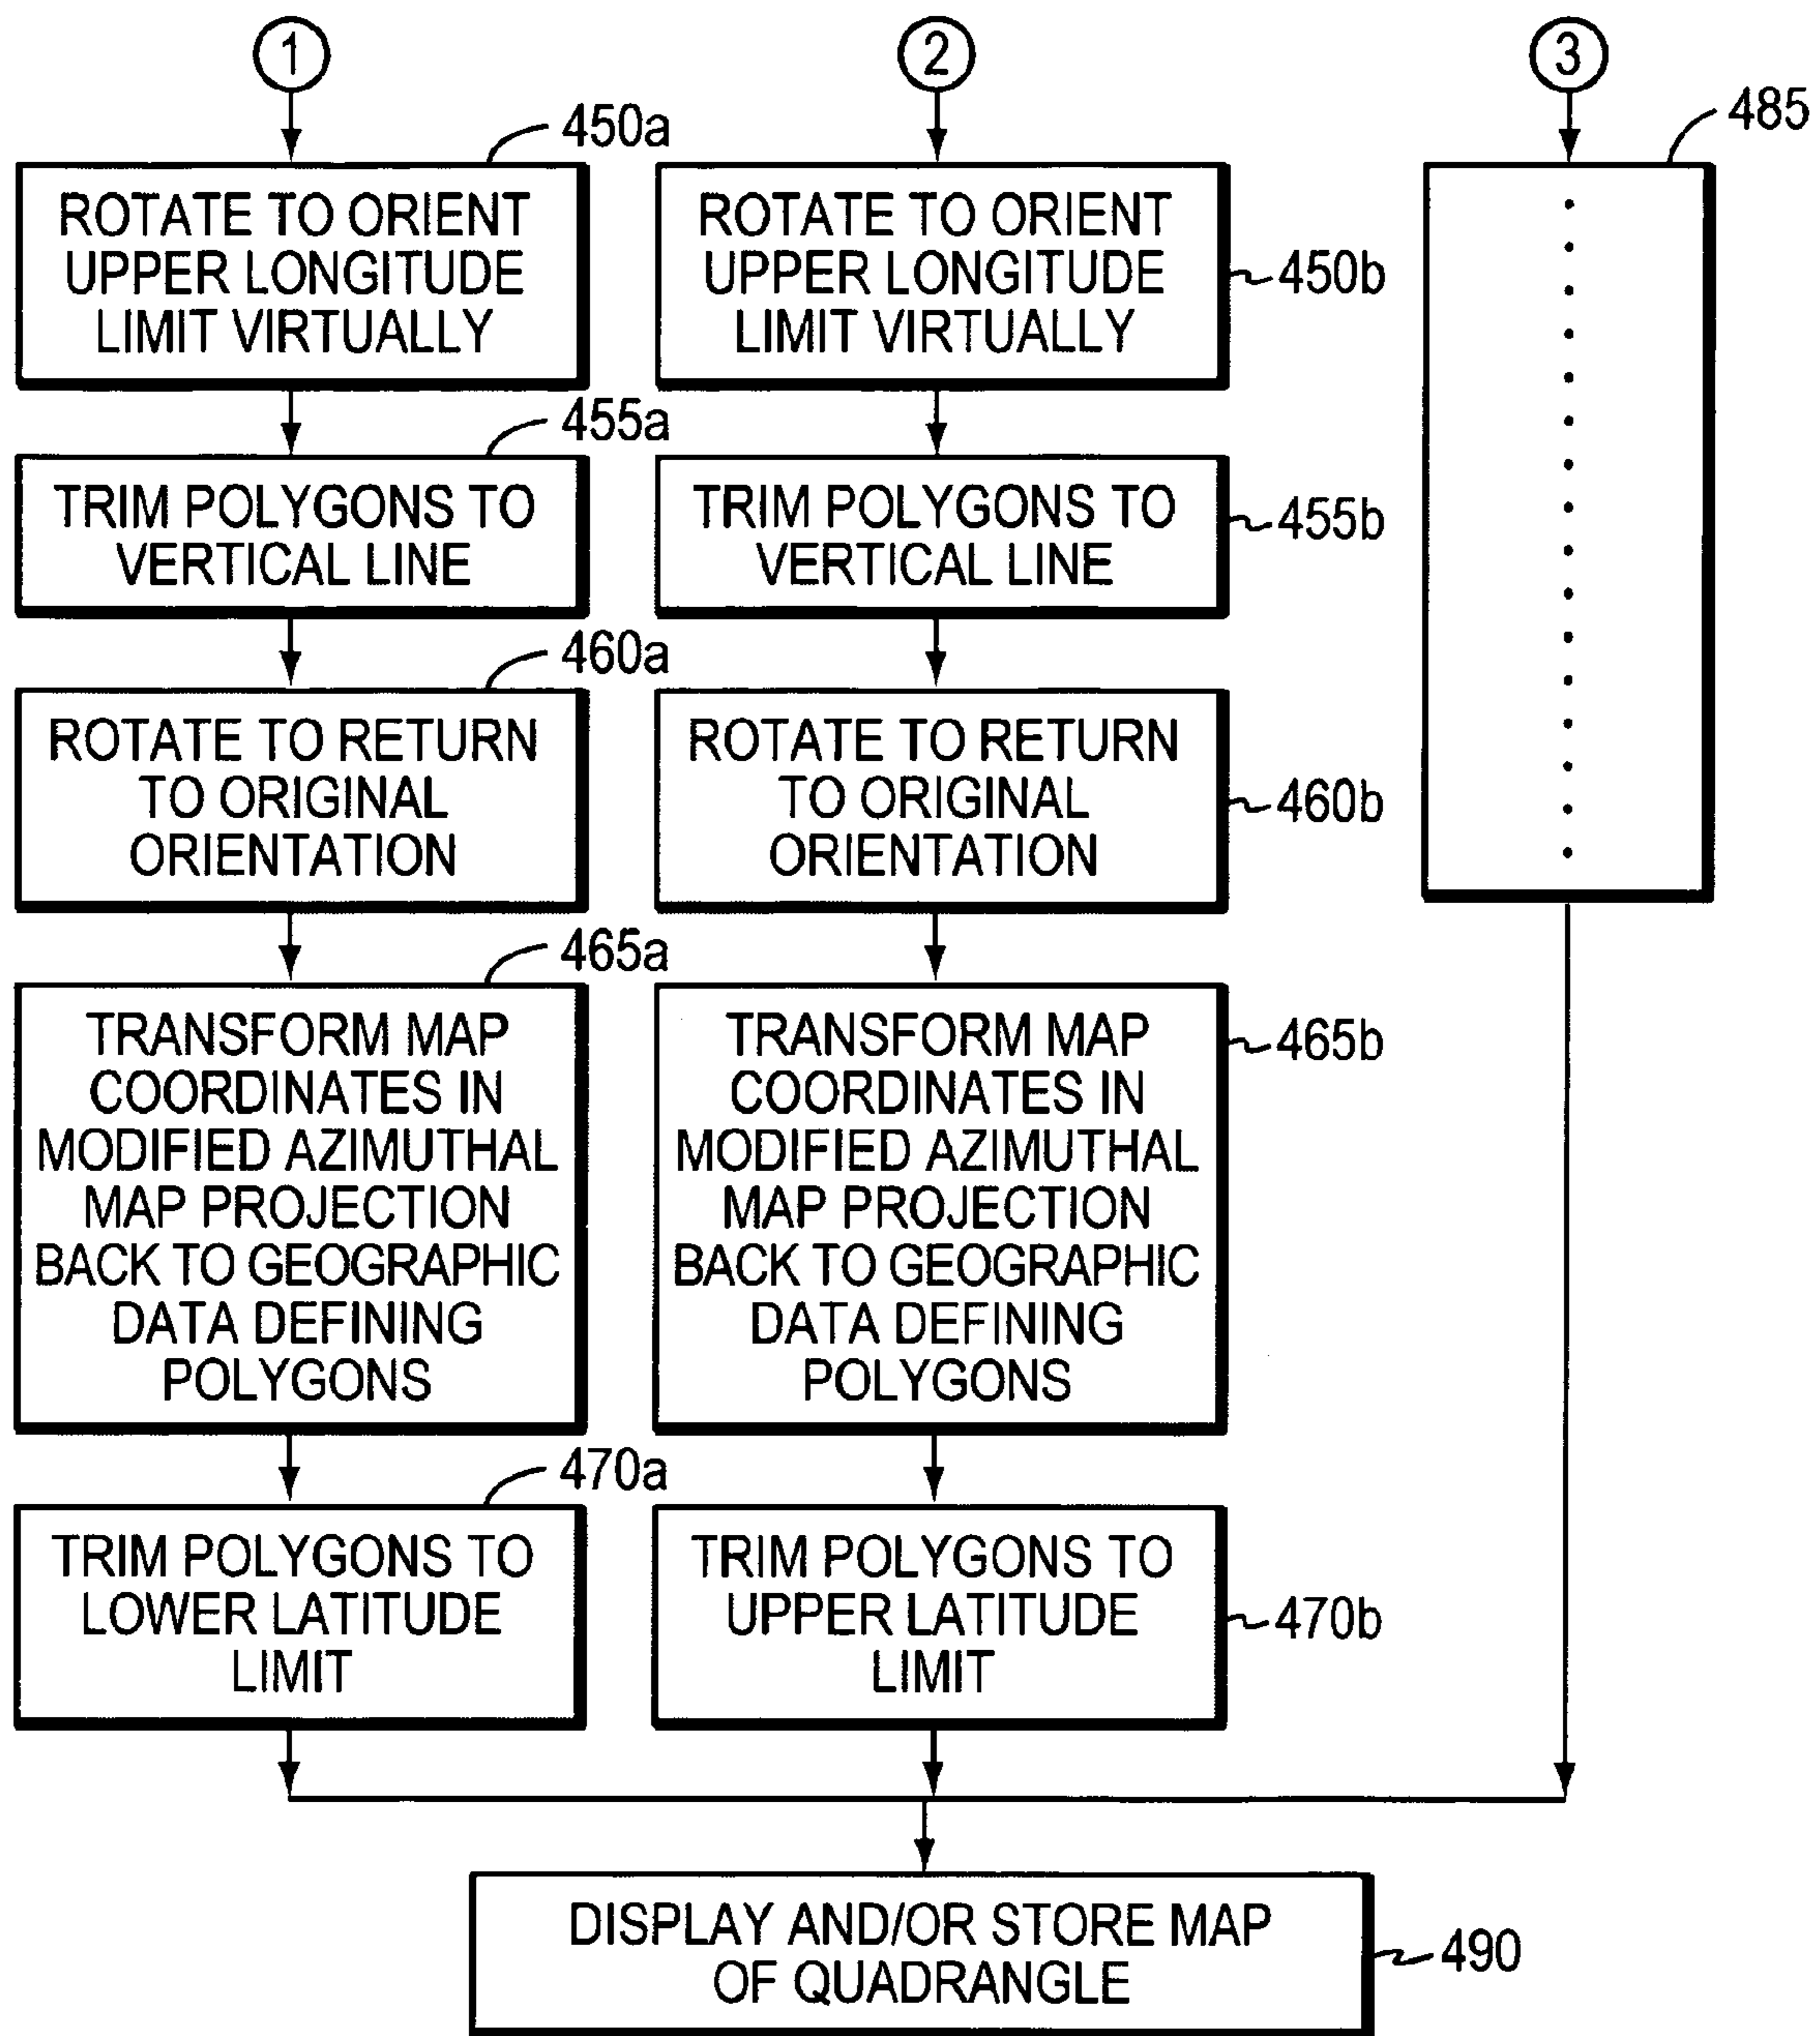 1
2
3
450a
485
ROTATE TO ORIENT
UPPER LONGITUDE
LIMIT VIRTUALLY
ROTATE TO ORIENT
UPPER LONGITUDE
LIMIT VIRTUALLY
450b
455a
TRIM POLYGONS TO
VERTICAL LINE
TRIM POLYGONS TO
VERTICAL LINE
455b
460a
ROTATE TO RETURN
TO ORIGINAL
ORIENTATION
ROTATE TO RETURN
TO ORIGINAL
ORIENTATION
460b
465a
TRANSFORM MAP
COORDINATES IN
MODIFIED AZIMUTHAL
MAP PROJECTION
BACK TO GEOGRAPHIC
DATA DEFINING
POLYGONS
TRANSFORM MAP
COORDINATES IN
MODIFIED AZIMUTHAL
MAP PROJECTION
BACK TO GEOGRAPHIC
DATA DEFINING
POLYGONS
465b
470a
TRIM POLYGONS TO
LOWER LATITUDE
LIMIT
TRIM POLYGONS TO
UPPER LATITUDE
LIMIT
470b
DISPLAY AND/OR STORE MAP
OF QUADRANGLE
490